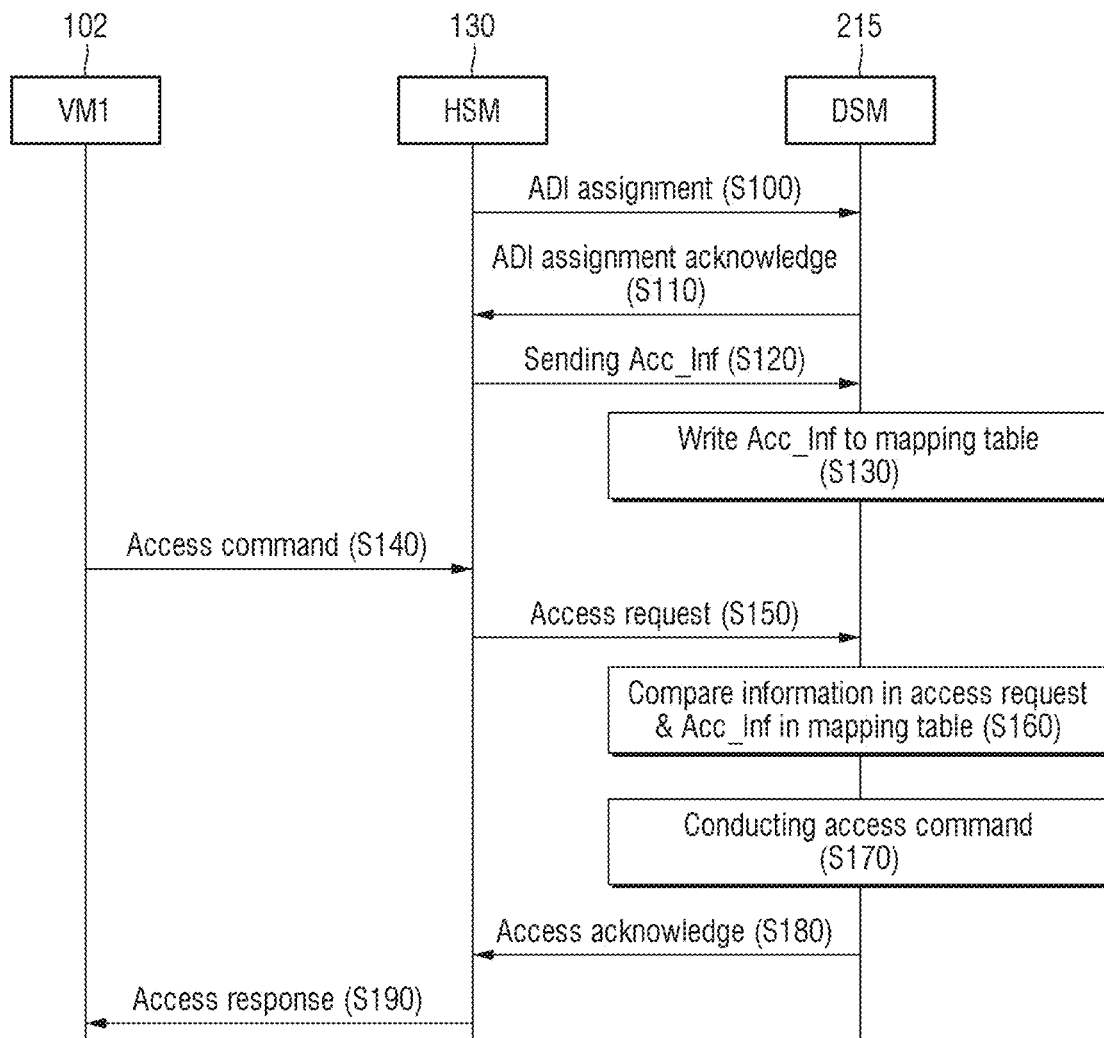 102
130
215
VM1
HSM
DSM
ADI assignment (S100)
ADI assignment acknowledge
(S110)
Sending Acc_Inf (S120)
Write Acc_Inf to mapping table
(S130)
Access command (S140)
Access request (S150)
Compare information in access request
& Acc_Inf in mapping table (S160)
Conducting access command
(S170)
Access acknowledge (S180)
Access response (S190)